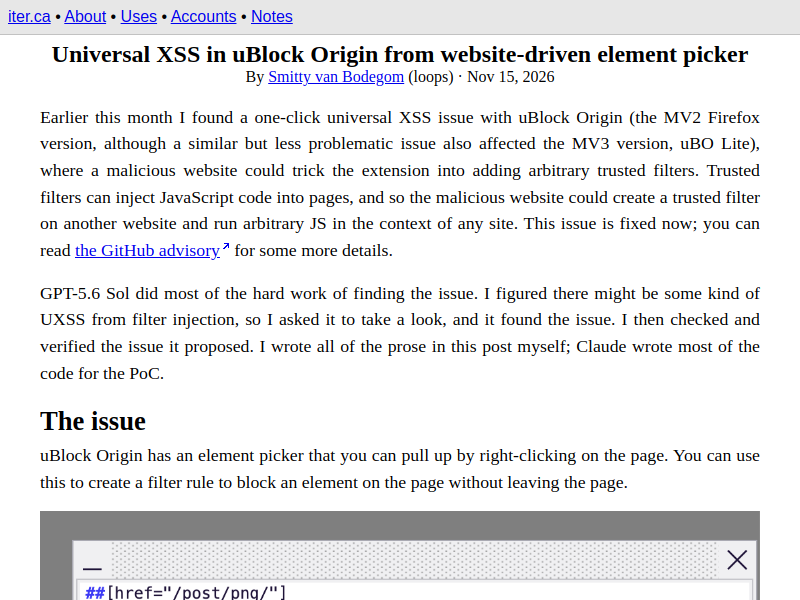 iter.ca • About • Uses • Accounts • Notes
Universal XSS in uBlock Origin from website-driven element picker
By Smitty van Bodegom (loops) · Nov 15, 2026
Earlier this month I found a one-click universal XSS issue with uBlock Origin (the MV2 Firefox
version, although a similar but less problematic issue also affected the MV3 version, uBO Lite),
where a malicious website could trick the extension into adding arbitrary trusted filters. Trusted
filters can inject JavaScript code into pages, and so the malicious website could create a trusted filter
on another website and run arbitrary JS in the context of any site. This issue is fixed now; you can
read the GitHub advisory↗ for some more details.
GPT-5.6 Sol did most of the hard work of finding the issue. I figured there might be some kind of
UXSS from filter injection, so I asked it to take a look, and it found the issue. I then checked and
verified the issue it proposed. I wrote all of the prose in this post myself; Claude wrote most of the
code for the PoC.
The issue
uBlock Origin has an element picker that you can pull up by right-clicking on the page. You can use
this to create a filter rule to block an element on the page without leaving the page.
##[href="/post/png/"]